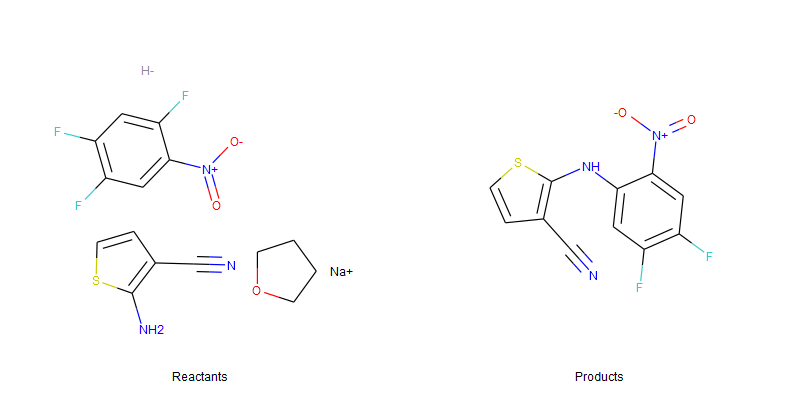 H-
F
F
F
N+
O-
O
S
NH2
N
O
Na+
Reactants
-O
N+
O
S
NH
N
F
F
Products